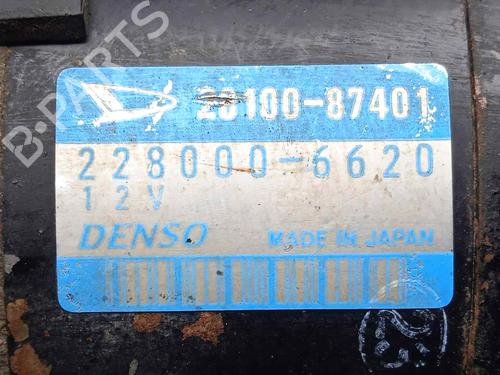 B-PARTS
28100-87401
228000-6620
12V
DENSO MADE IN JAPAN